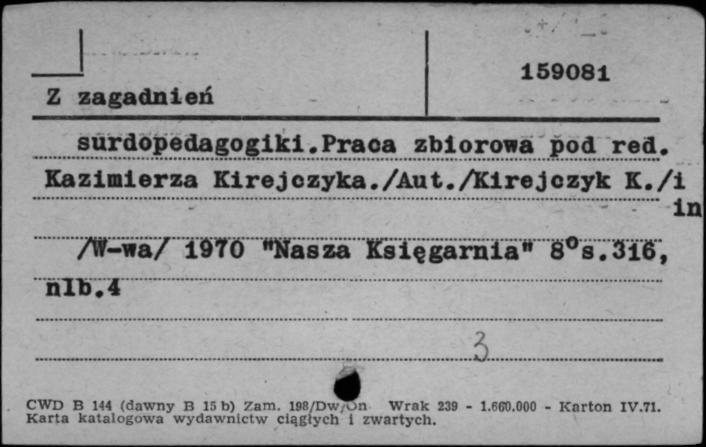 159081
Z zagadnień
surdopedagogiki.Praca zbiorowa pod red.
Kazimierza Kirejczyka./Aut./Kirejczyk K./i
in
/W-wa/ 1970 "Nasza Księgarnia" 8°s.316,
nlb.4
3
CWD B 144 (dawny B 15 b) Zam. 198/Dw/On Wrak 239 - 1.660.000 - Karton IV.71.
Karta katalogowa wydawnictw ciągłych i zwartych.